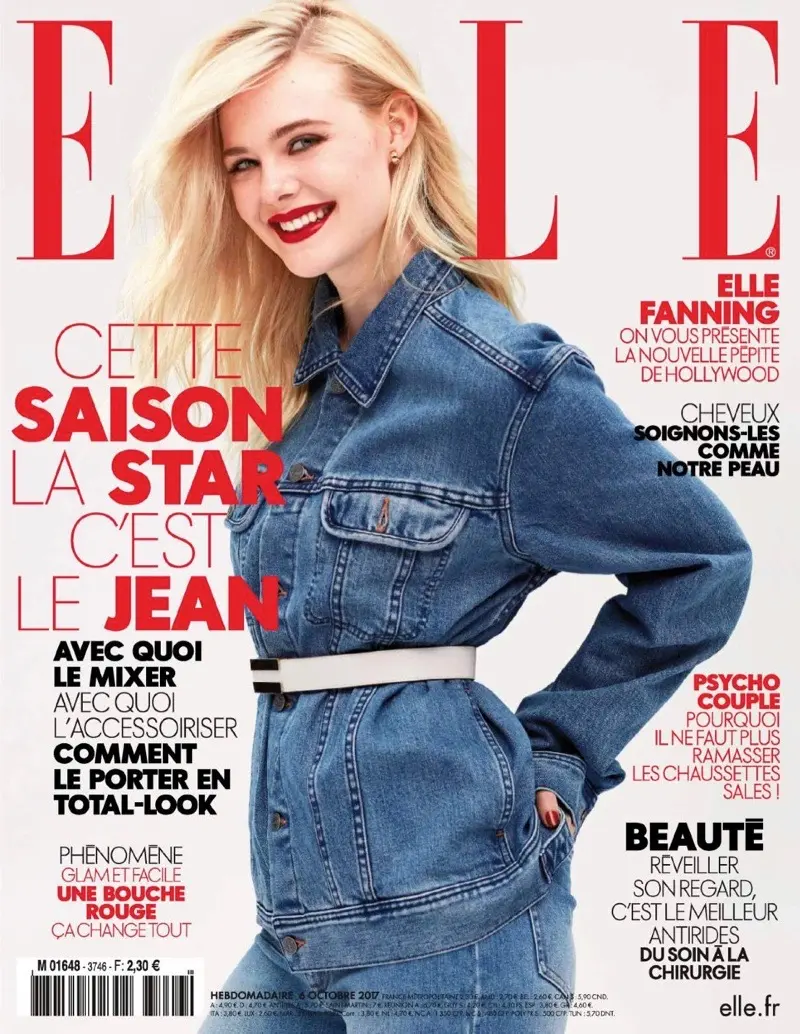 ELLE
ELLE
FANNING
ON VOUS PRÉSENTE
LA NOUVELLE PÉPITE
DE HOLLYWOOD
CHEVEUX
SOIGNONS-LES
COMME
NOTRE PEAU
CETTE
SAISON
LA STAR
C'EST
LE JEAN
AVEC QUOI
LE MIXER
AVEC QUOI
L'ACCESSOIRISER
COMMENT
LE PORTER EN
TOTAL-LOOK
PHÉNOMÈNE
GLAM ET FACILE
UNE BOUCHE
ROUGE
ÇA CHANGE TOUT
PSYCHO
COUPLE
POURQUOI
IL NE FAUT PLUS
RAMASSER
LES CHAUSSETTES
SALES !
BEAUTÉ
RÉVEILLER
SON REGARD,
C'EST LE MEILLEUR
ANTIRIDES
DU SOIN À LA
CHIRURGIE
M 01648 - 3746 - F: 2,30 €
HEBDOMADAIRE 6 OCTOBRE 2017
elle.fr